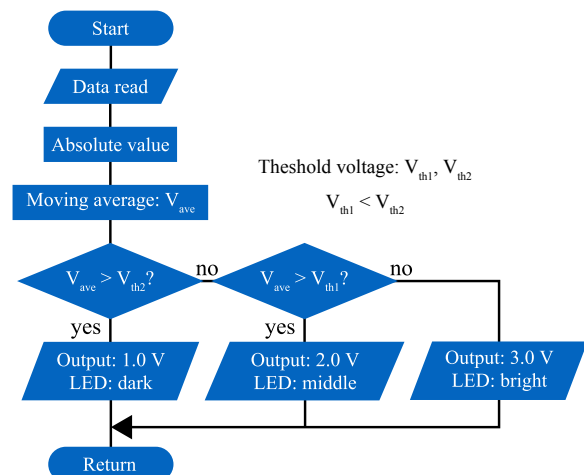 Start
Data read
Absolute value
Theshold voltage: Vth1, Vth2
Moving average: Vave
Vth1 < Vth2
Vave > Vth2?
no
Vave > Vth1?
no
yes
yes
Output: 1.0 V
LED: dark
Output: 2.0 V
LED: middle
Output: 3.0 V
LED: bright
Return